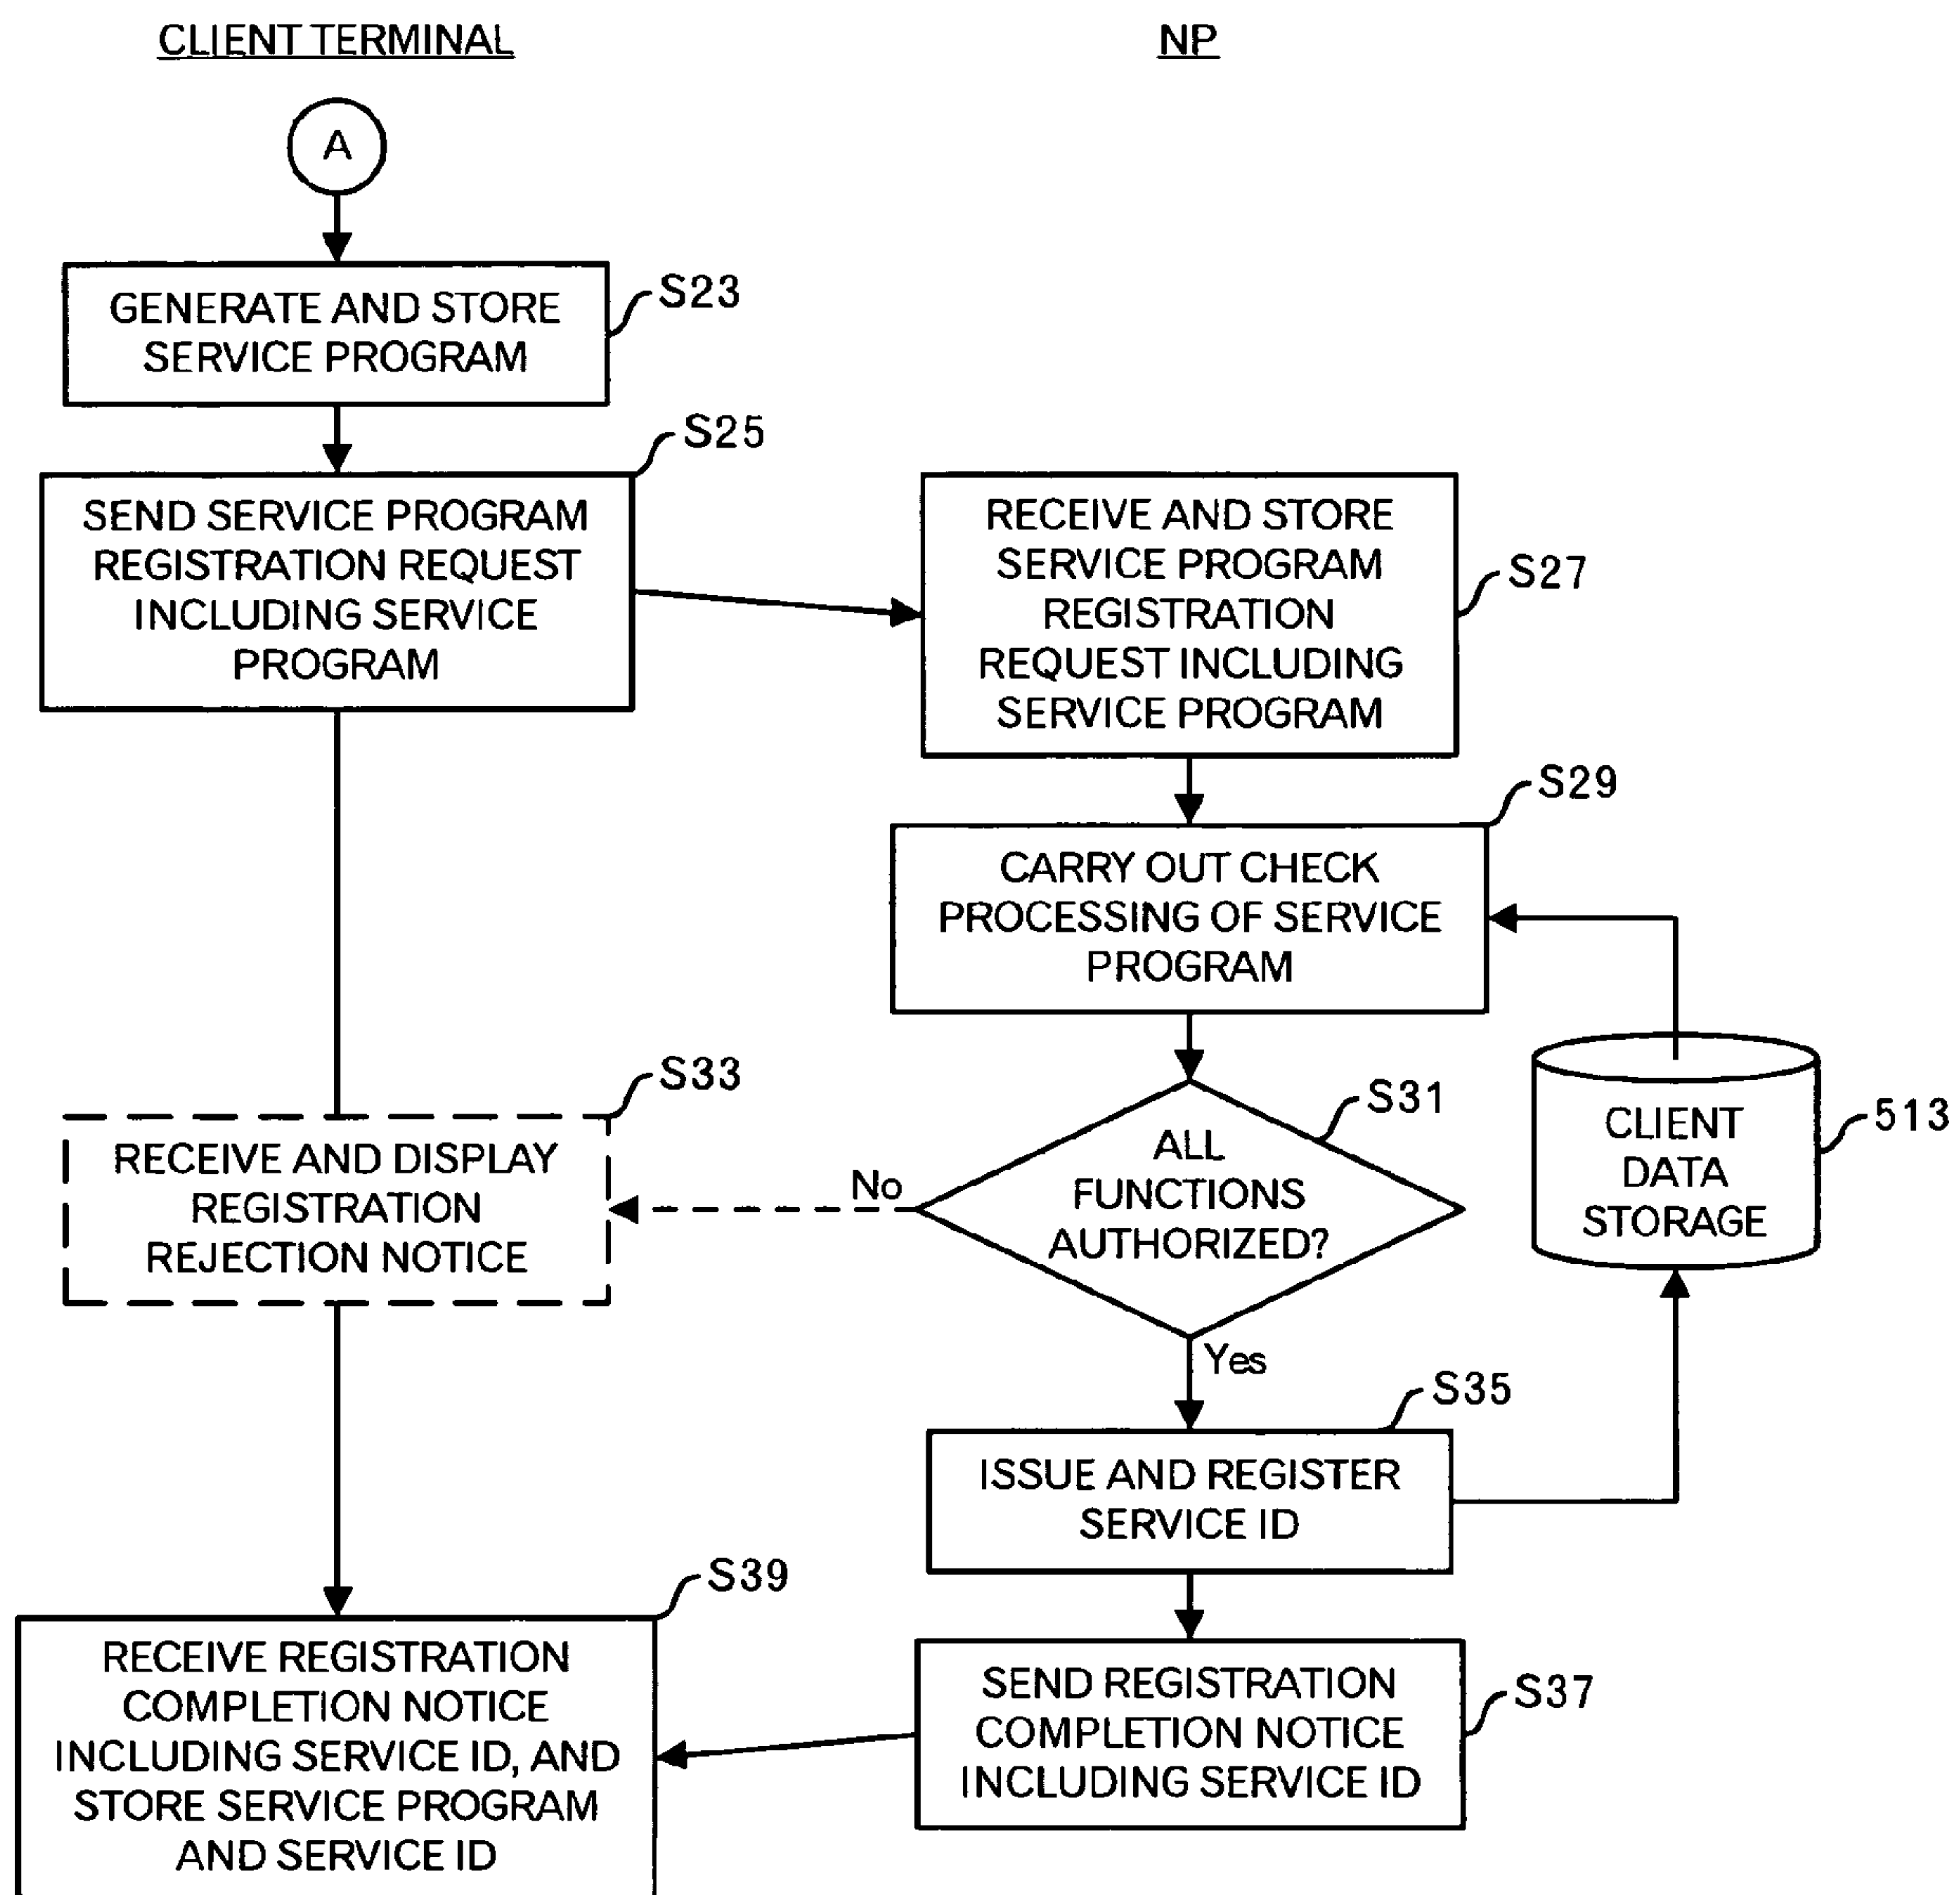 CLIENT TERMINAL
NP
A
S23
GENERATE AND STORE
SERVICE PROGRAM
S25
SEND SERVICE PROGRAM
REGISTRATION REQUEST
INCLUDING SERVICE
PROGRAM
RECEIVE AND STORE
SERVICE PROGRAM
REGISTRATION
REQUEST INCLUDING
SERVICE PROGRAM
S27
S29
CARRY OUT CHECK
PROCESSING OF SERVICE
PROGRAM
S33
RECEIVE AND DISPLAY
REGISTRATION
REJECTION NOTICE
No
S31
ALL
FUNCTIONS
AUTHORIZED?
Yes
CLIENT
DATA
STORAGE
513
S35
ISSUE AND REGISTER
SERVICE ID
S39
RECEIVE REGISTRATION
COMPLETION NOTICE
INCLUDING SERVICE ID, AND
STORE SERVICE PROGRAM
AND SERVICE ID
SEND REGISTRATION
COMPLETION NOTICE
INCLUDING SERVICE ID
S37